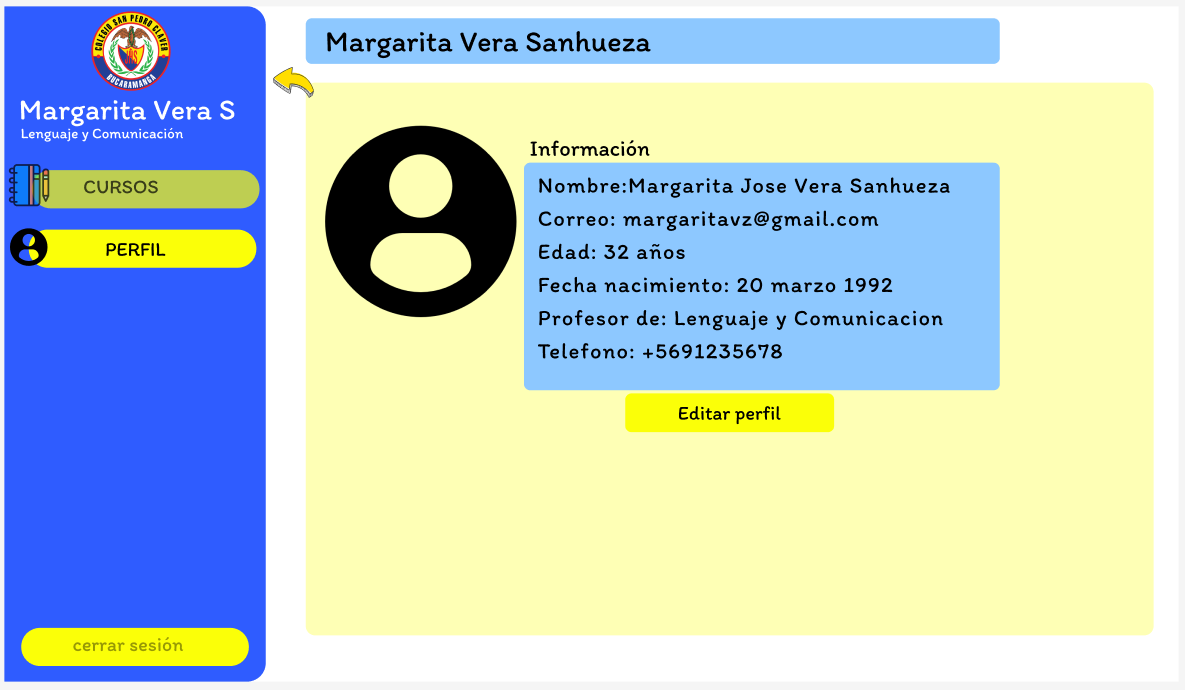 COLEGIO SAN PEDRO CLAVER
BUCARAMANGA
Margarita Vera S
Lenguaje y Comunicación
CURSOS
PERFIL
cerrar sesión
Margarita Vera Sanhueza
Información
Nombre:Margarita Jose Vera Sanhueza
Correo: margaritavz@gmail.com
Edad: 32 años
Fecha nacimiento: 20 marzo 1992
Profesor de: Lenguaje y Comunicacion
Telefono: +5691235678
Editar perfil